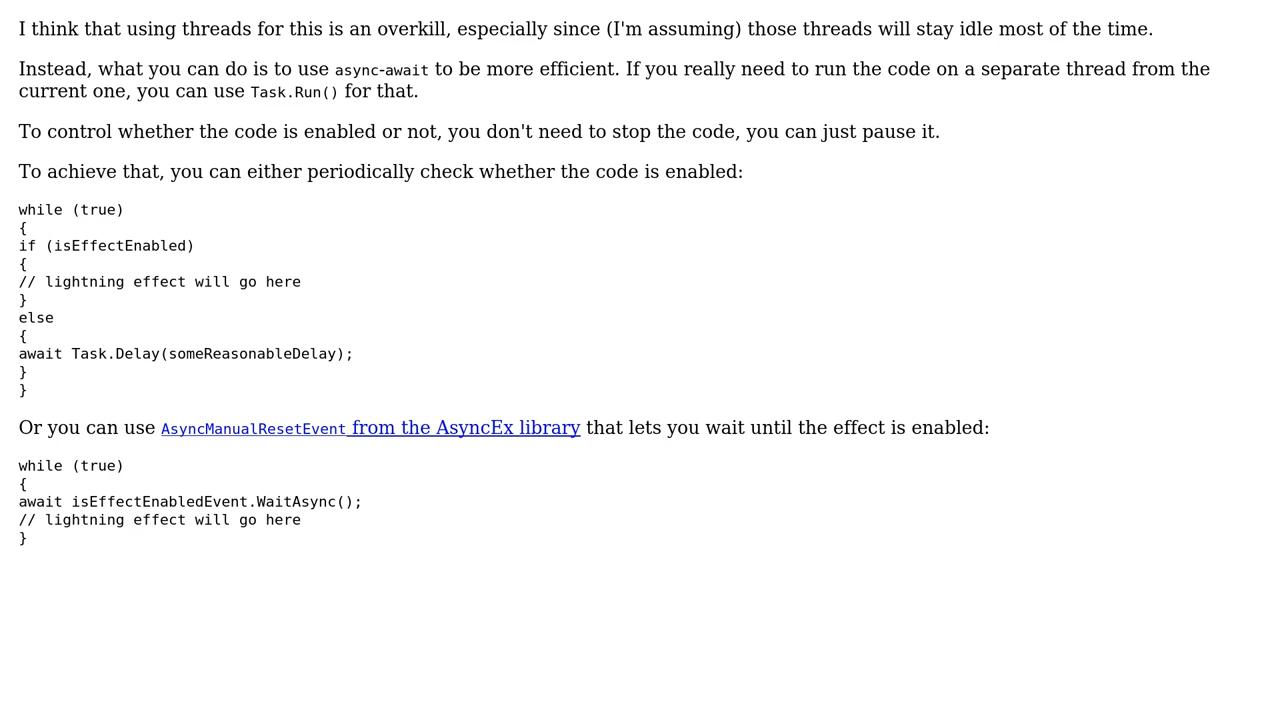 I think that using threads for this is an overkill, especially since (I'm assuming) those threads will stay idle most of the time.
Instead, what you can do is to use async-await to be more efficient. If you really need to run the code on a separate thread from the
current one, you can use Task.Run() for that.
To control whether the code is enabled or not, you don't need to stop the code, you can just pause it.
To achieve that, you can either periodically check whether the code is enabled:
while (true)
{
if (isEffectEnabled)
{
// lightning effect will go here
}
else
{
await Task.Delay(someReasonableDelay);
}
}
Or you can use AsyncManualResetEvent from the AsyncEx library that lets you wait until the effect is enabled:
while (true)
{
await isEffectEnabledEvent.WaitAsync();
// lightning effect will go here
}